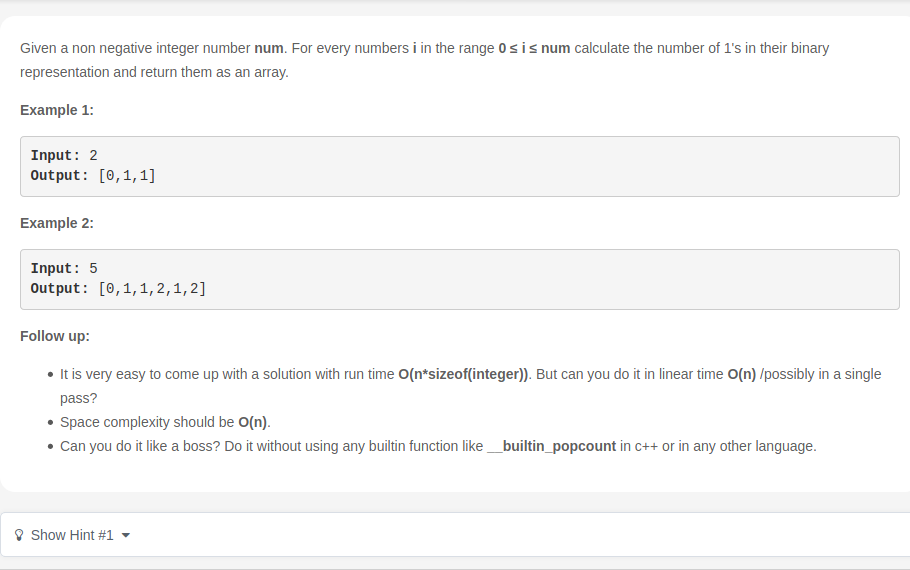 Given a non negative integer number num. For every numbers i in the range 0 ≤ i ≤ num calculate the number of 1's in their binary
representation and return them as an array.
Example 1:
Input: 2
Output: [0,1,1]
Example 2:
Input: 5
Output: [0,1,1,2,1,2]
Follow up:
• It is very easy to come up with a solution with run time O(n*sizeof(integer)). But can you do it in linear time O(n) /possibly in a single
pass?
• Space complexity should be O(n).
• Can you do it like a boss? Do it without using any builtin function like __builtin_popcount in c++ or in any other language.
Show Hint #1